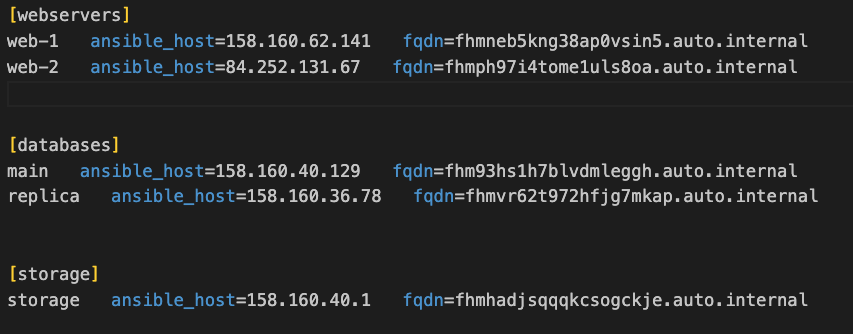 [webservers]
web-1   ansible_host=158.160.62.141   fqdn=fhmneb5kng38ap0vsin5.auto.internal
web-2   ansible_host=84.252.131.67   fqdn=fhmph97i4tome1uls8oa.auto.internal
[databases]
main   ansible_host=158.160.40.129   fqdn=fhm93hs1h7blvdmleggh.auto.internal
replica   ansible_host=158.160.36.78   fqdn=fhmvr62t972hfjg7mkap.auto.internal
[storage]
storage   ansible_host=158.160.40.1   fqdn=fhmhadjsqqqkcsogckje.auto.internal